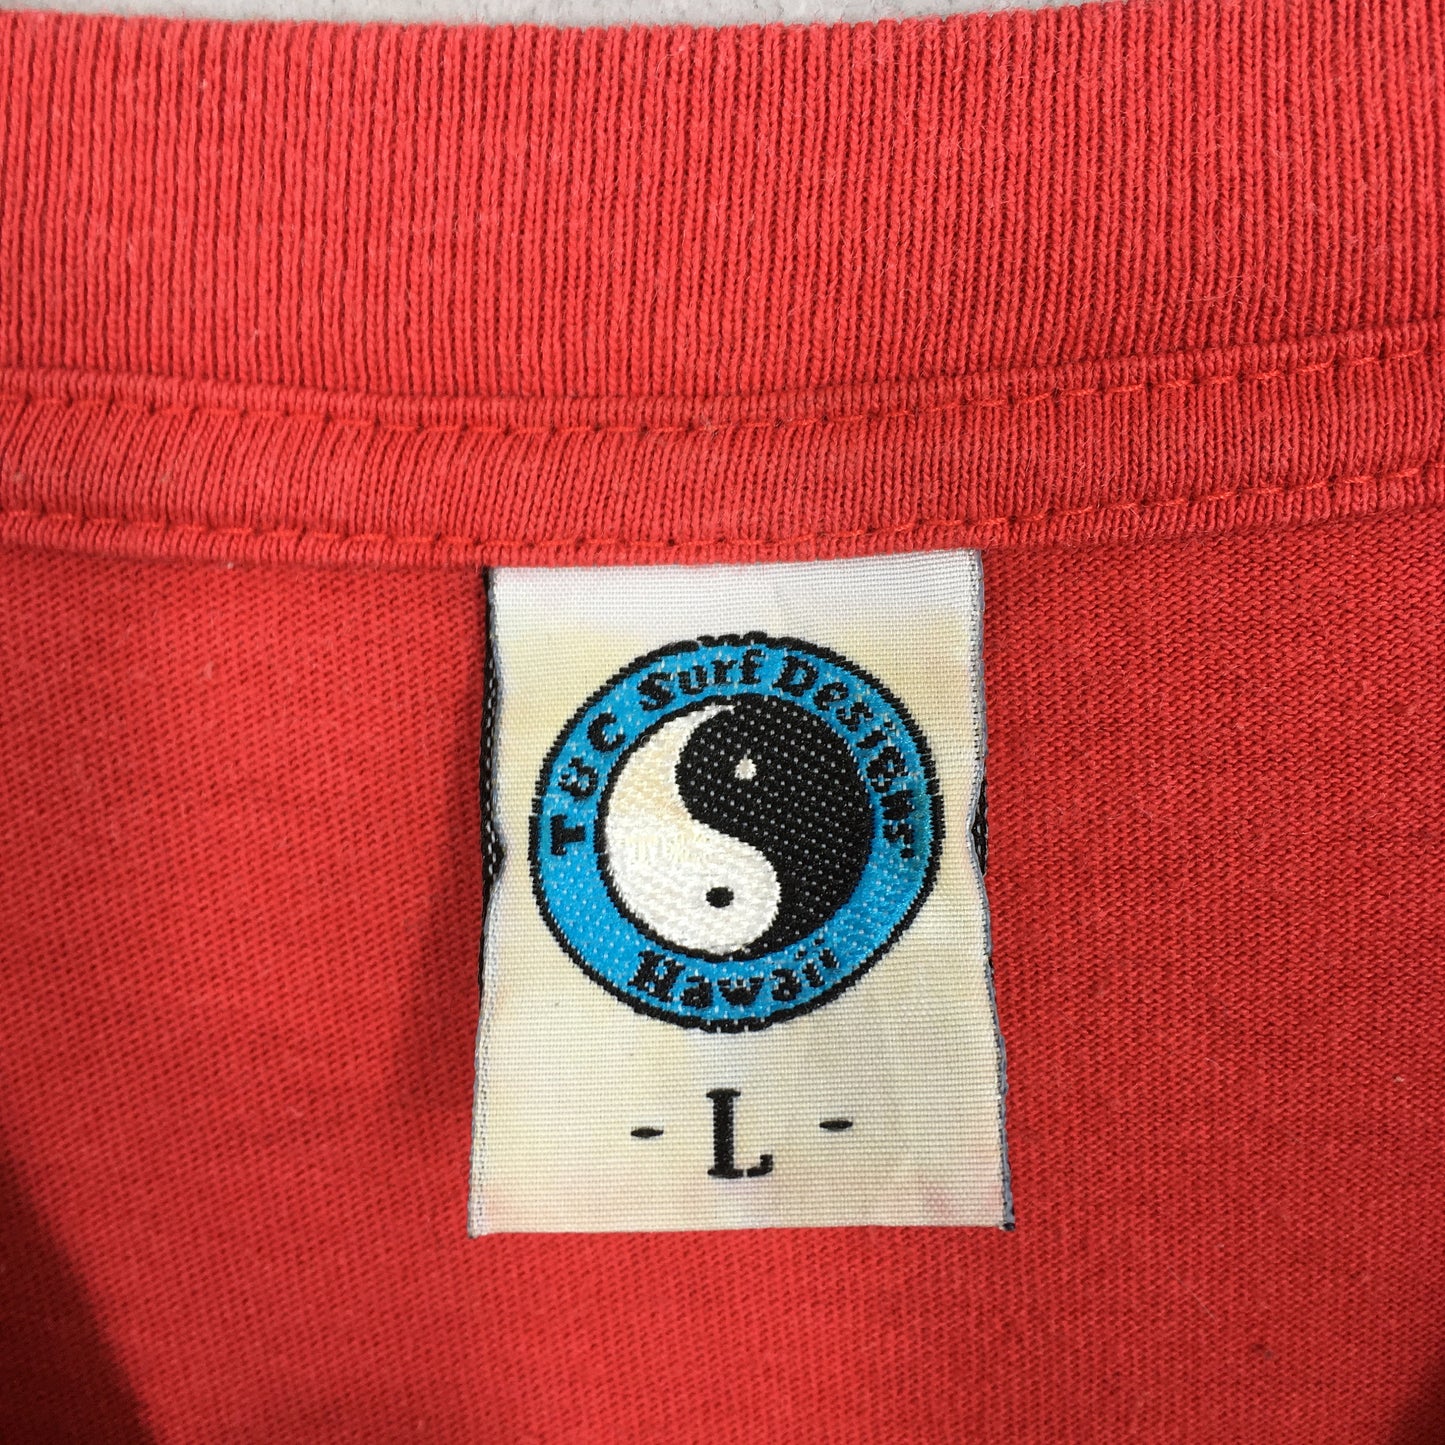 T&C Surf Designs
Hawaii
- L -